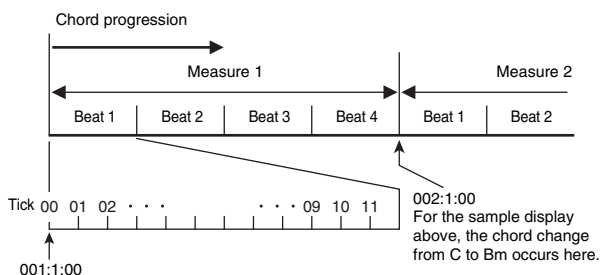 Chord progression
Measure 1
Measure 2
Beat 1 Beat 2 Beat 3 Beat 4 Beat 1 Beat 2
Tick 00 01 02 · · · · · · 09 10 11
001:1:00
002:1:00
For the sample display
above, the chord change
from C to Bm occurs here.